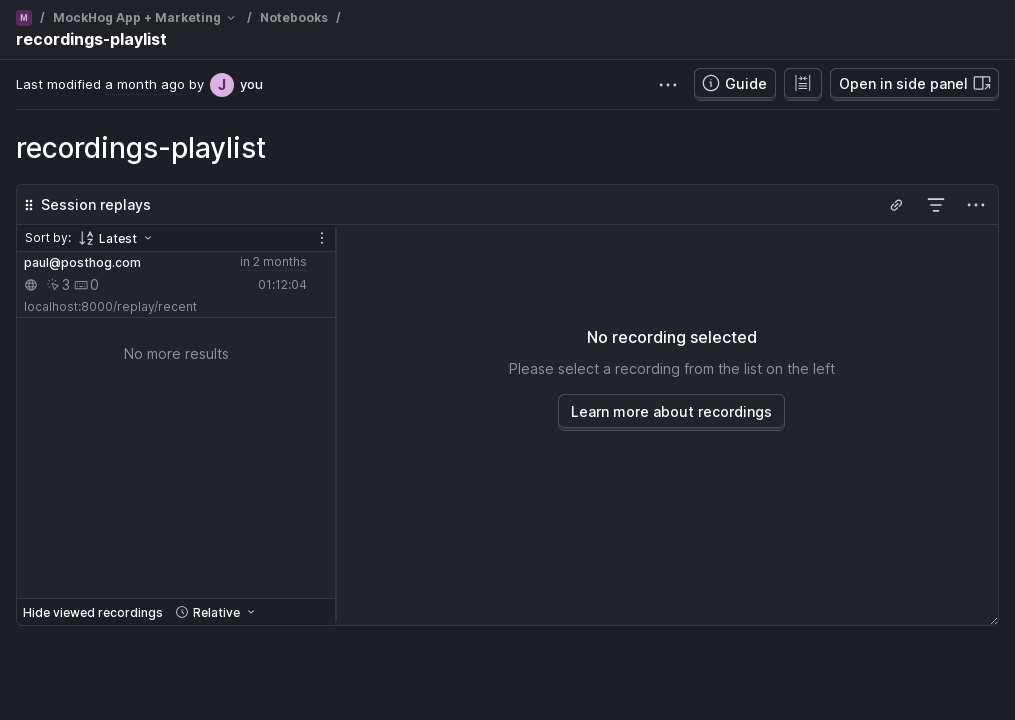 M / MockHog App + Marketing / Notebooks /
recordings-playlist
Last modified a month ago by J you
Guide
Open in side panel
recordings-playlist
Session replays
Sort by: Latest
paul@posthog.com in 2 months
3 0 01:12:04
localhost:8000/replay/recent
No more results
No recording selected
Please select a recording from the list on the left
Learn more about recordings
Hide viewed recordings Relative